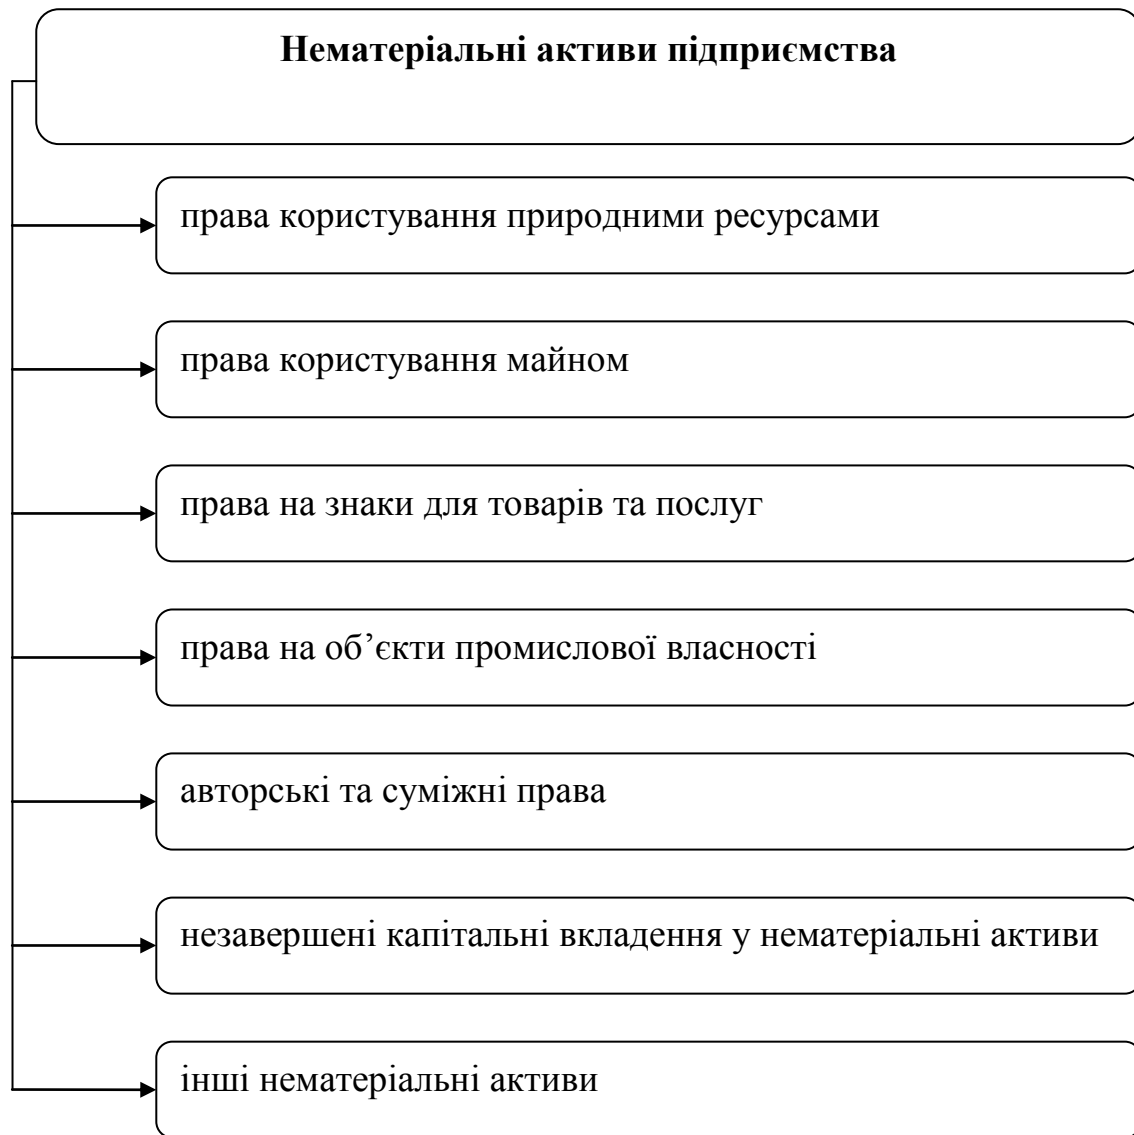 Нематеріальні активи підприємства
права користування природними ресурсами
права користування майном
права на знаки для товарів та послуг
права на об’єкти промислової власності
авторські та суміжні права
незавершені капітальні вкладення у нематеріальні активи
інші нематеріальні активи